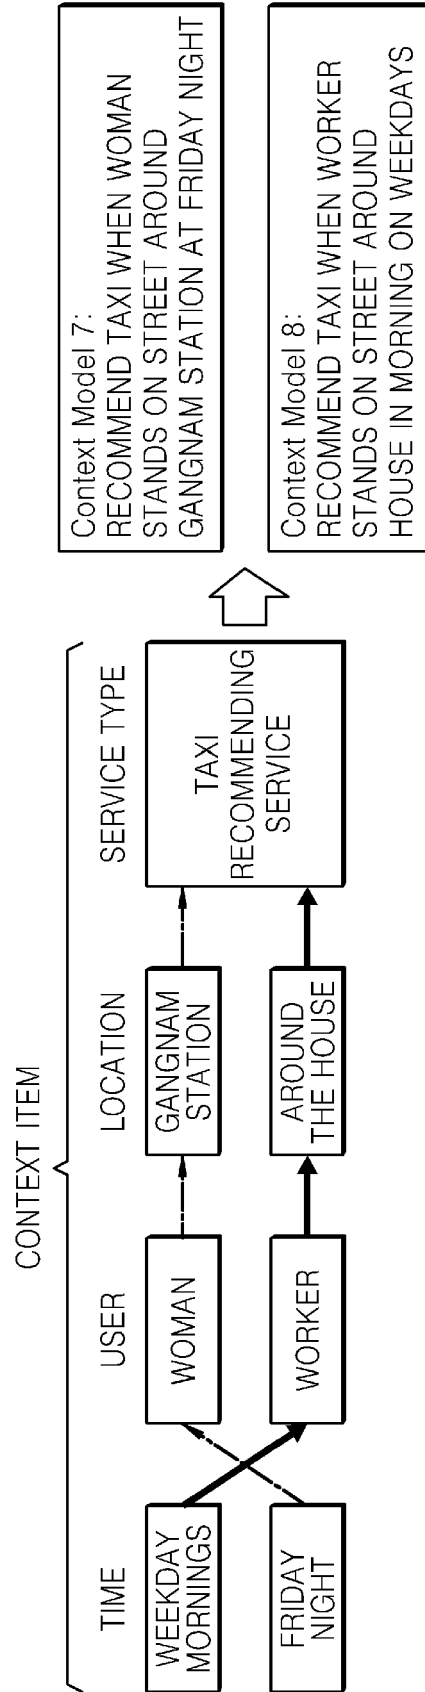 CONTEXT ITEM
TIME
USER
LOCATION
SERVICE TYPE
WEEKDAY
MORNINGS
WOMAN
GANGNAM
STATION
TAXI
RECOMMENDING
SERVICE
FRIDAY
NIGHT
WORKER
AROUND
THE HOUSE
Context Model 7:
RECOMMEND TAXI WHEN WOMAN
STANDS ON STREET AROUND
GANGNAM STATION AT FRIDAY NIGHT
Context Model 8:
RECOMMEND TAXI WHEN WORKER
STANDS ON STREET AROUND
HOUSE IN MORNING ON WEEKDAYS